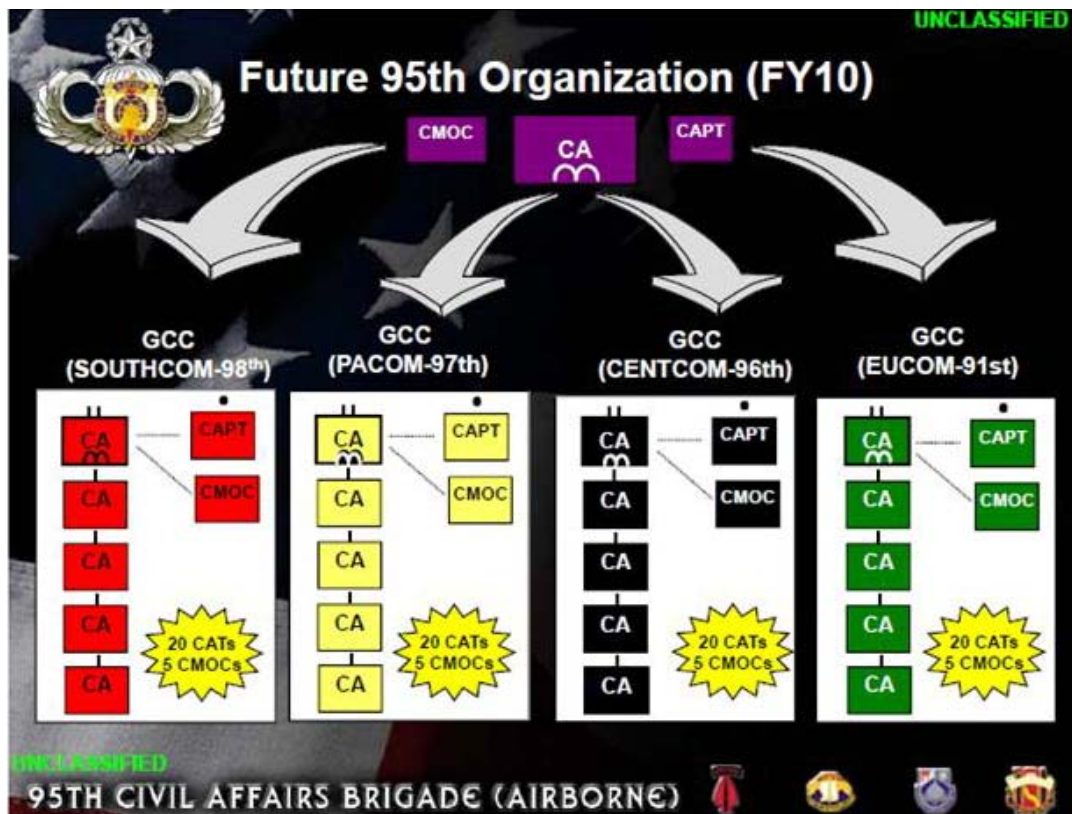 UNCLASSIFIED
Future 95th Organization (FY10)
CMOC
CA
CAPT
GCC
(SOUTHCOM-98th)
GCC
(PACOM-97th)
GCC
(CENTCOM-96th)
GCC
(EUCOM-91st)
CA
CAPT
CMOC
CA
CA
CA
CA
20 CATs
5 CMOCs
CA
CAPT
CMOC
CA
CA
CA
CA
20 CATs
5 CMOCs
CA
CAPT
CMOC
CA
CA
CA
CA
20 CATs
5 CMOCs
CA
CAPT
CMOC
CA
CA
CA
CA
20 CATs
5 CMOCs
UNCLASSIFIED
95TH CIVIL AFFAIRS BRIGADE (AIRBORNE)